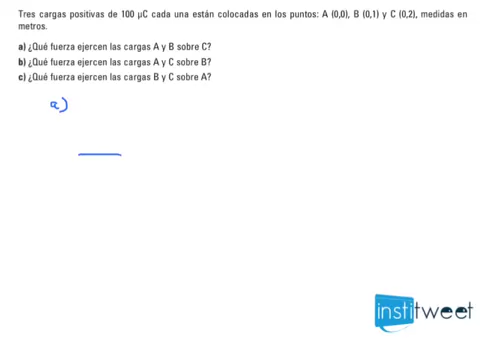 Tres cargas positivas de 100 μC cada una están colocadas en los puntos: A (0,0), B (0,1) y C (0,2), medidas en
metros.
a) ¿Qué fuerza ejercen las cargas A y B sobre C?
b) ¿Qué fuerza ejercen las cargas A y C sobre B?
c) ¿Qué fuerza ejercen las cargas B y C sobre A?
a)
institweet